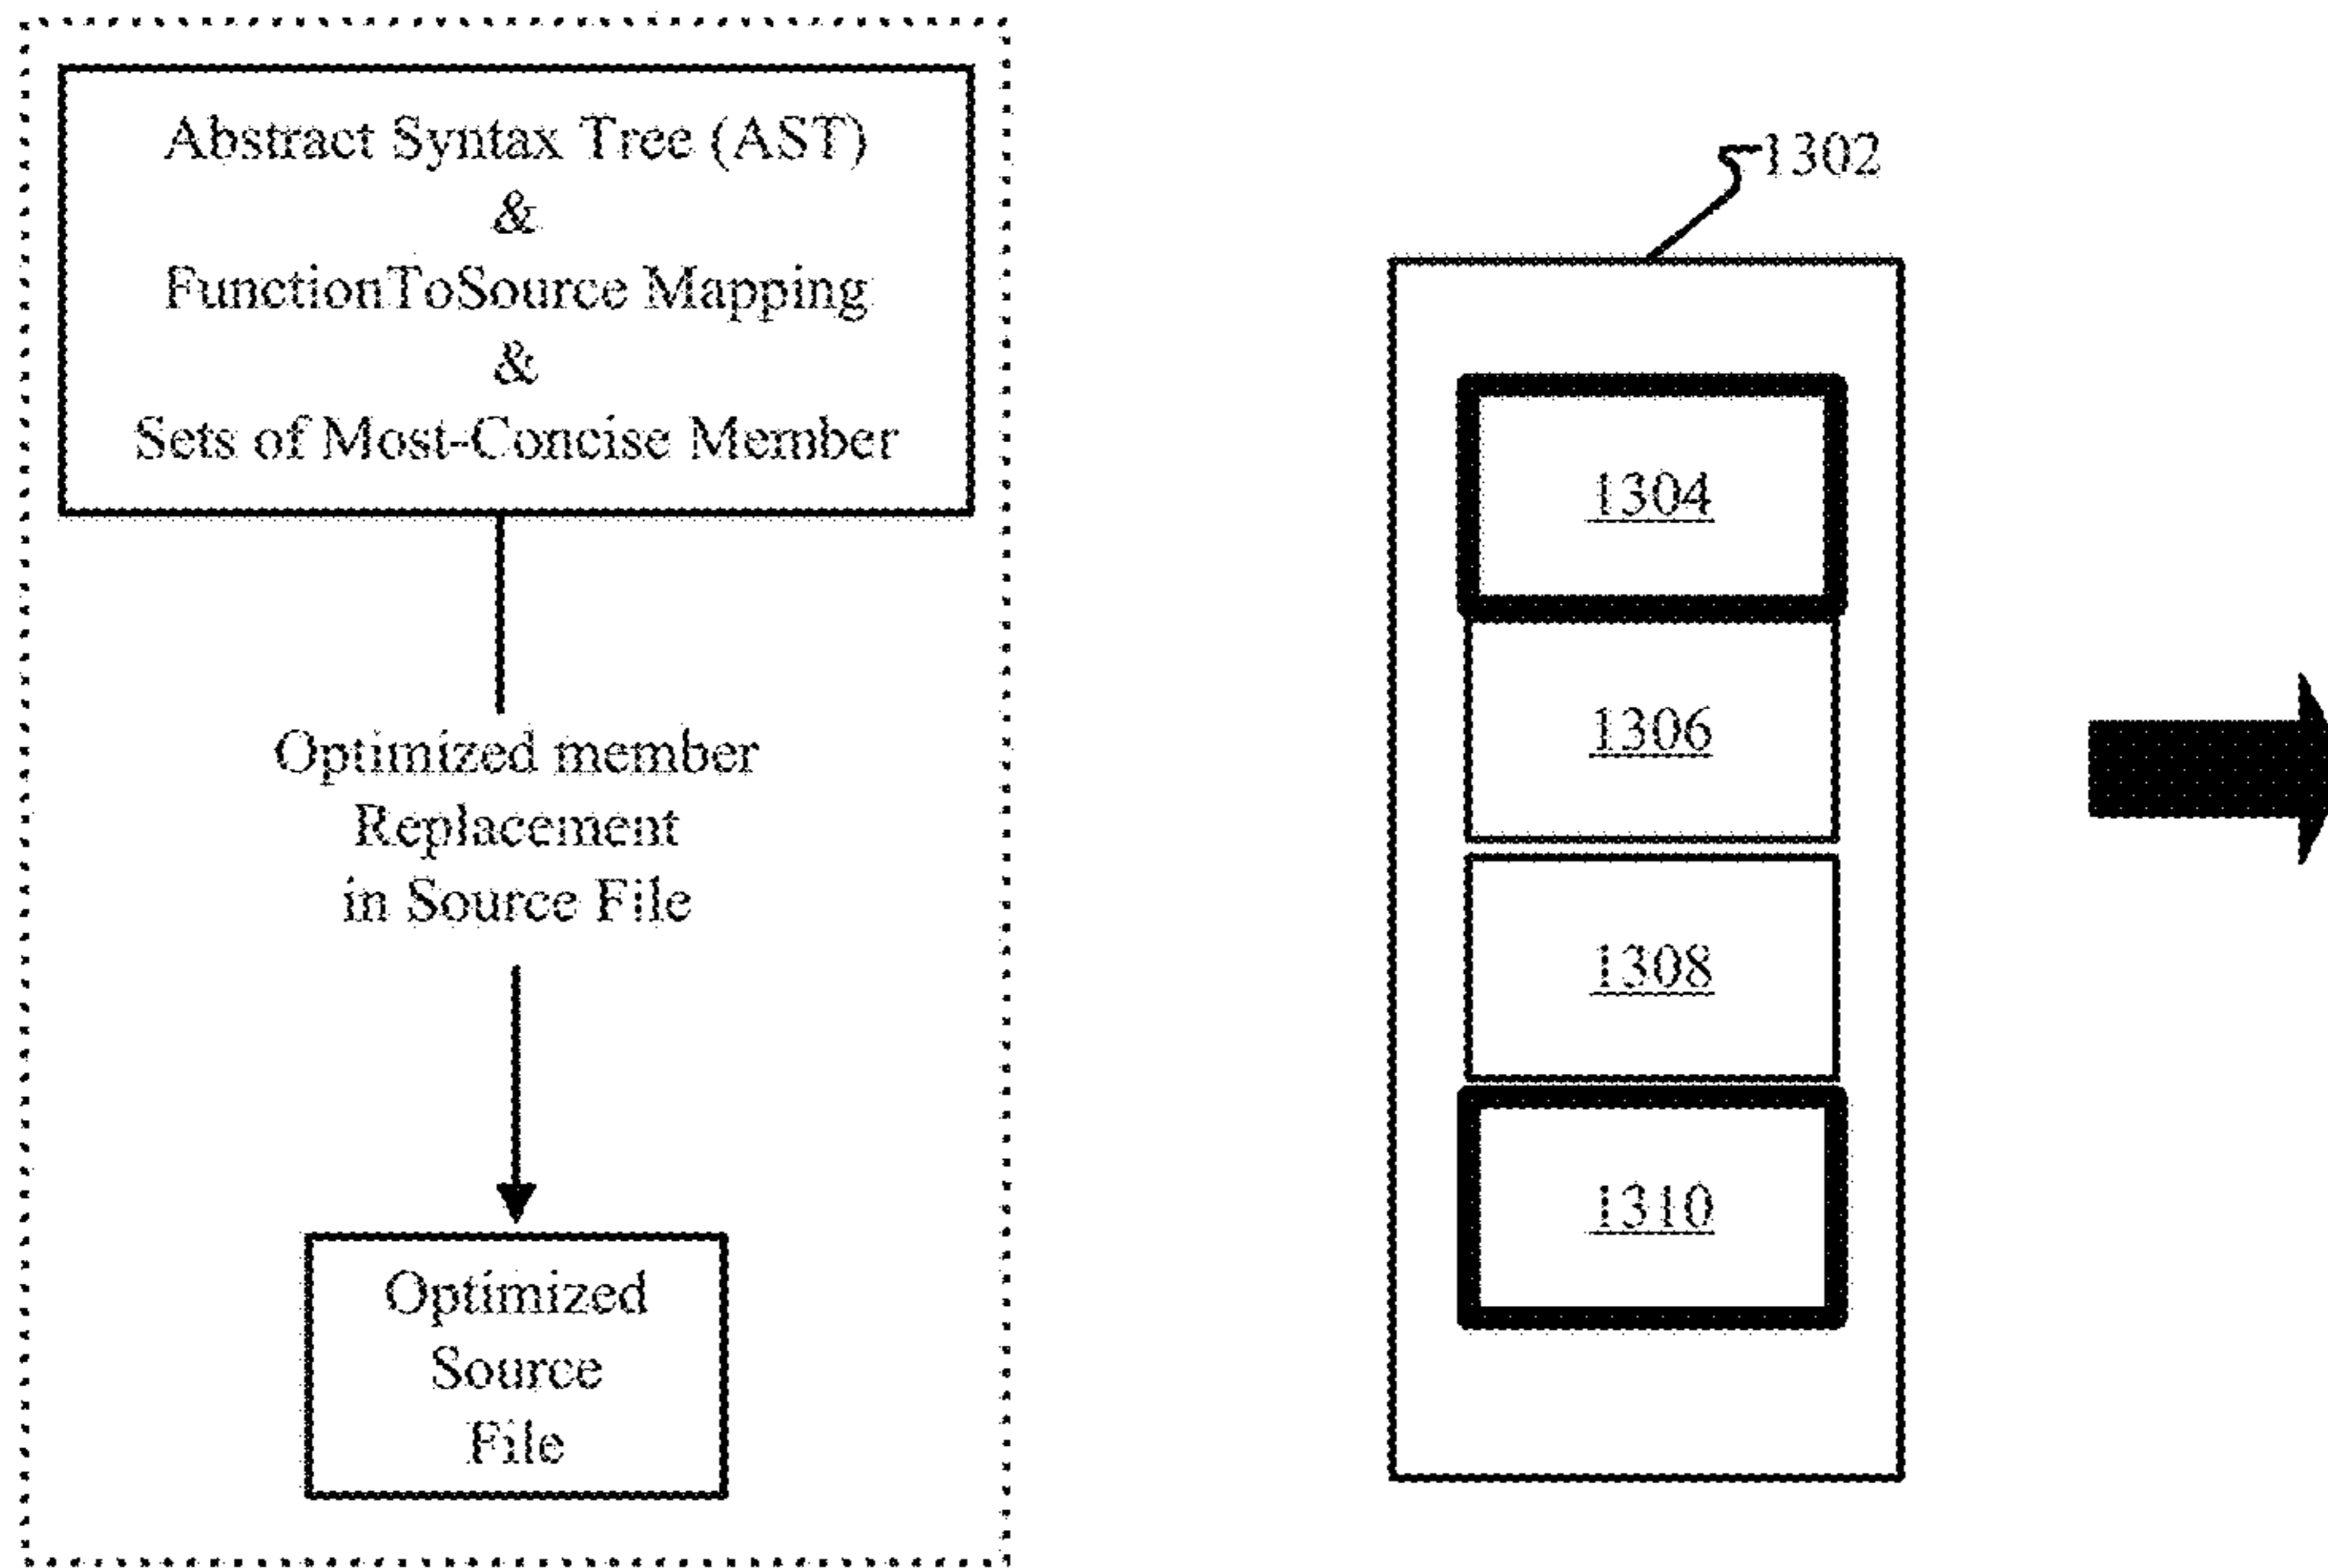 Abstract Syntax Tree (AST)
&
FunctionToSource Mapping
&
Sets of Most-Concise Member
Optimized member
Replacement
in Source File
Optimized
Source
File
1302
1304
1306
1308
1310